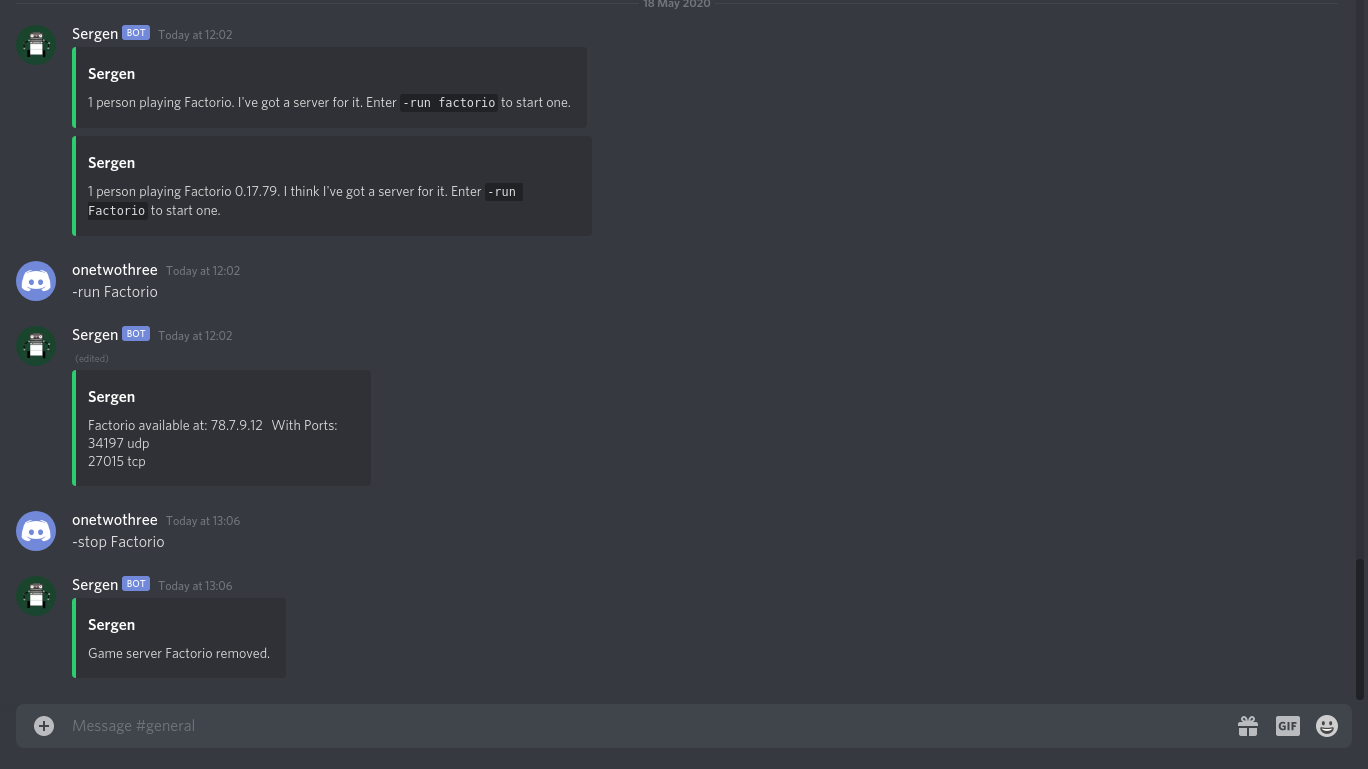 18 May 2020
Sergen BOT Today at 12:02
Sergen
1 person playing Factorio. I've got a server for it. Enter -run factorio to start one.
Sergen
1 person playing Factorio 0.17.79. I think I've got a server for it. Enter -run
Factorio to start one.
onetwothree Today at 12:02
-run Factorio
Sergen BOT Today at 12:02
(edited)
Sergen
Factorio available at: 78.7.9.12 With Ports:
34197 udp
27015 tcp
onetwothree Today at 13:06
-stop Factorio
Sergen BOT Today at 13:06
Sergen
Game server Factorio removed.
Message #general
GIF